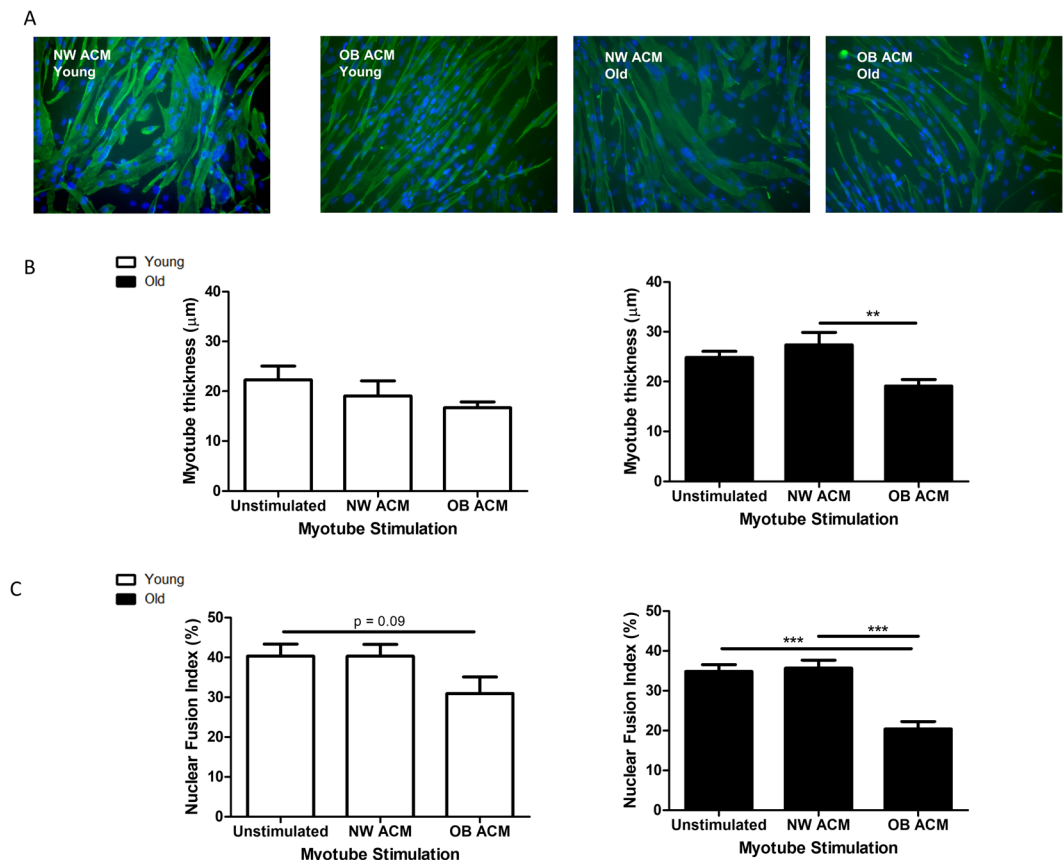 A
NW ACM
Young
OB ACM
Young
NW ACM
Old
OB ACM
Old
B
Young
Old
Myotube thickness (μm)
40
30
20
10
0
Unstimulated NW ACM OB ACM
Myotube Stimulation
Myotube thickness (μm)
40
30
20
10
0
**
Unstimulated NW ACM OB ACM
Myotube Stimulation
C
Young
Old
Nuclear Fusion Index (%)
50
40
30
20
10
0
p = 0.09
Unstimulated NW ACM OB ACM
Myotube Stimulation
Nuclear Fusion Index (%)
50
40
30
20
10
0
***
***
Unstimulated NW ACM OB ACM
Myotube Stimulation